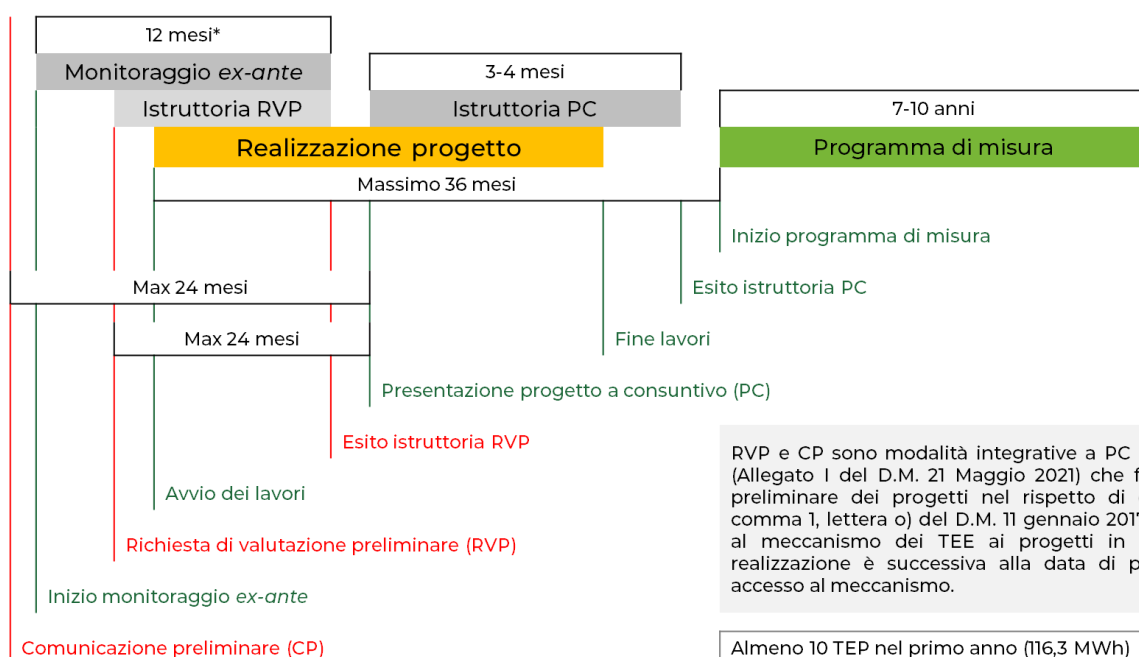 12 mesi*
Monitoraggio ex-ante
3-4 mesi
Istruttoria RVP
Istruttoria PC
7-10 anni
Realizzazione progetto
Programma di misura
Massimo 36 mesi
Inizio programma di misura
Max 24 mesi
Esito istruttoria PC
Max 24 mesi
Fine lavori
Presentazione progetto a consuntivo (PC)
Esito istruttoria RVP
RVP e CP sono modalità integrative a PC
(Allegato I del D.M. 21 Maggio 2021) che
preliminare dei progetti nel rispetto di
comma 1, lettera o) del D.M. 11 gennaio 2017
al meccanismo dei TEE ai progetti in
realizzazione è successiva alla data di
accesso al meccanismo.
Avvio dei lavori
Richiesta di valutazione preliminare (RVP)
Inizio monitoraggio ex-ante
Comunicazione preliminare (CP)
Almeno 10 TEP nel primo anno (116,3 MWh)